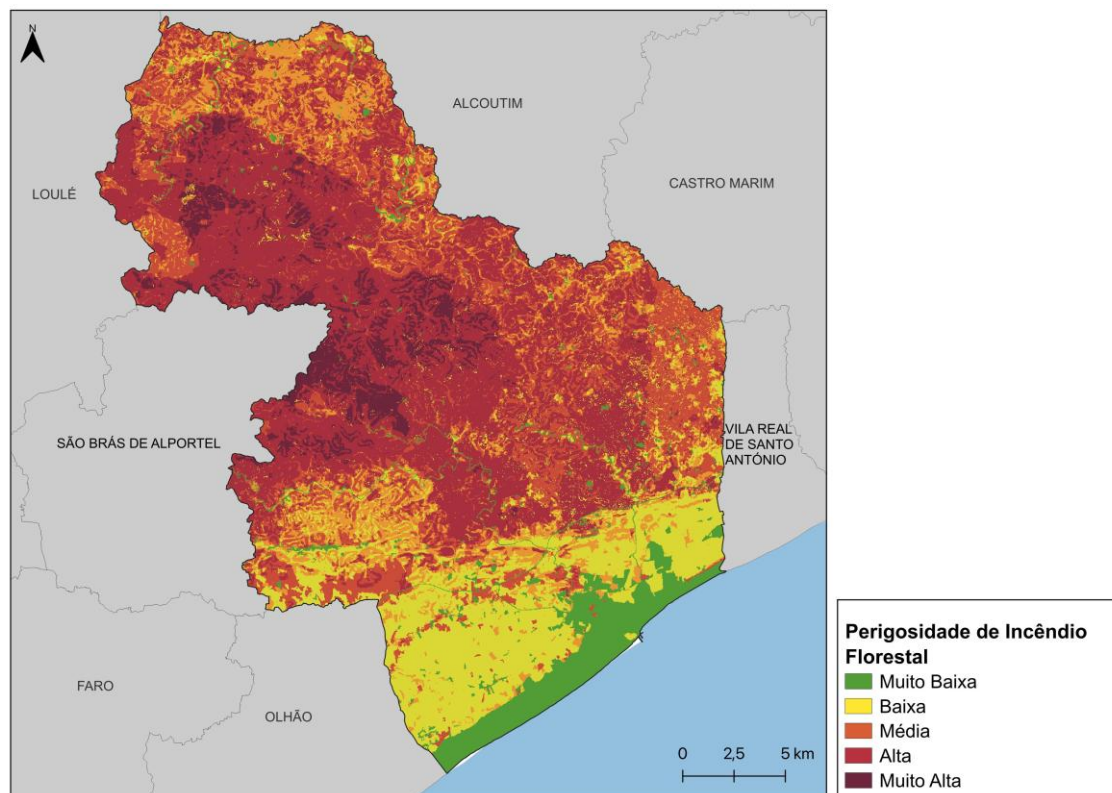 ALCOUTIM
CASTRO MARIM
LOULÉ
SÃO BRÁS DE ALPORTEL
VILA REAL
DE SANTO
ANTÓNIO
FARO
OLHÃO
0 2,5 5 km
Perigosidade de Incêndio
Florestal
Muito Baixa
Baixa
Média
Alta
Muito Alta